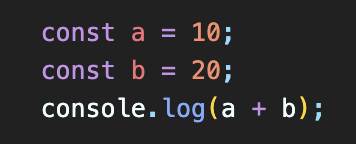 const a = 10;
const b = 20;
console.log(a + b);